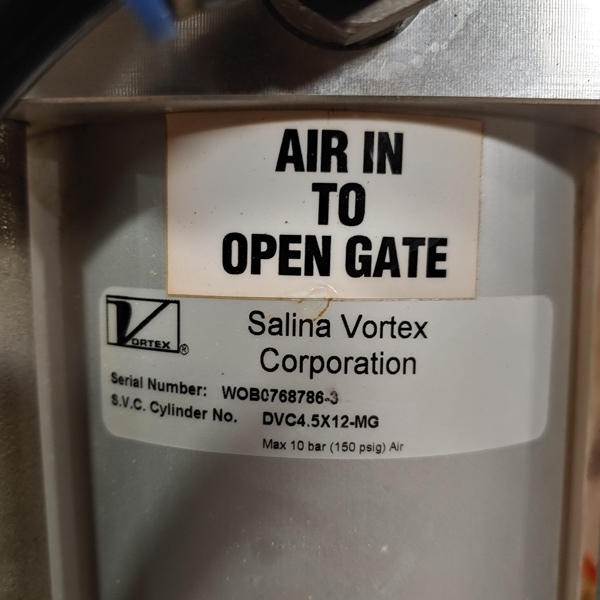 AIR IN
TO
OPEN GATE
VORTEX ®
Salina Vortex
Corporation
Serial Number: WOB0768786-3
S.V.C. Cylinder No. DVC4.5X12-MG
Max 10 bar (150 psig) Air